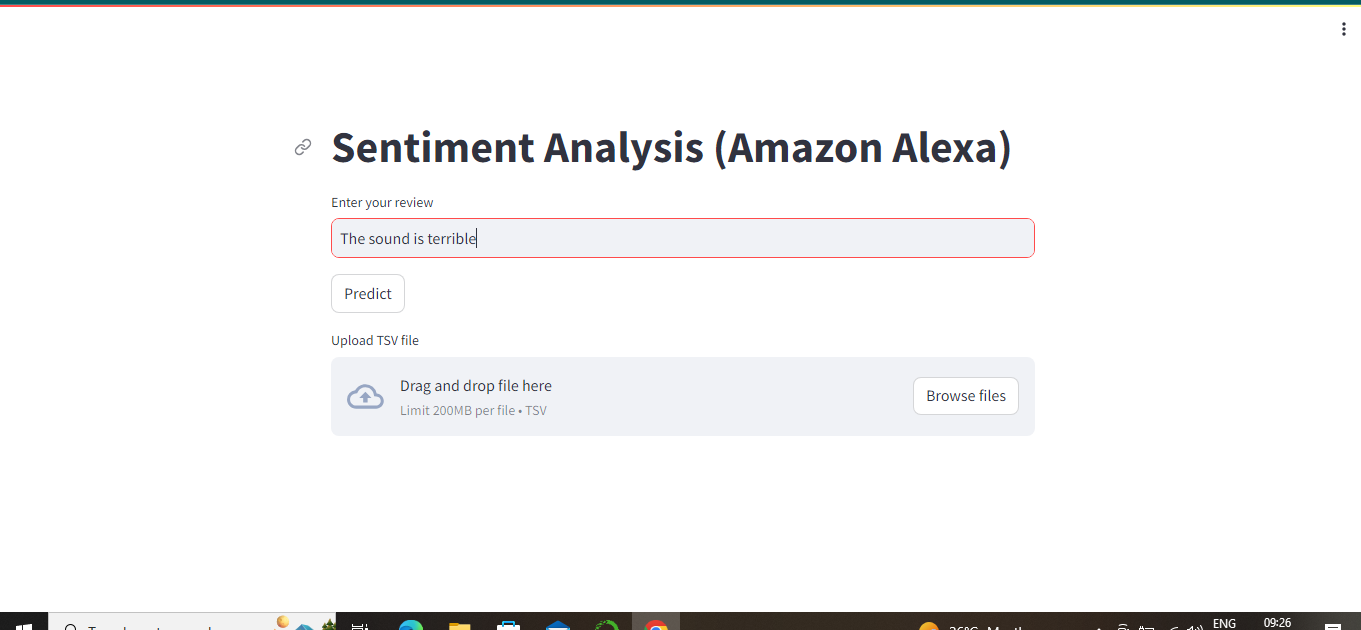 Sentiment Analysis (Amazon Alexa)
Enter your review
The sound is terrible
Predict
Upload TSV file
Drag and drop file here
Limit 200MB per file • TSV
Browse files
ENG
09:26